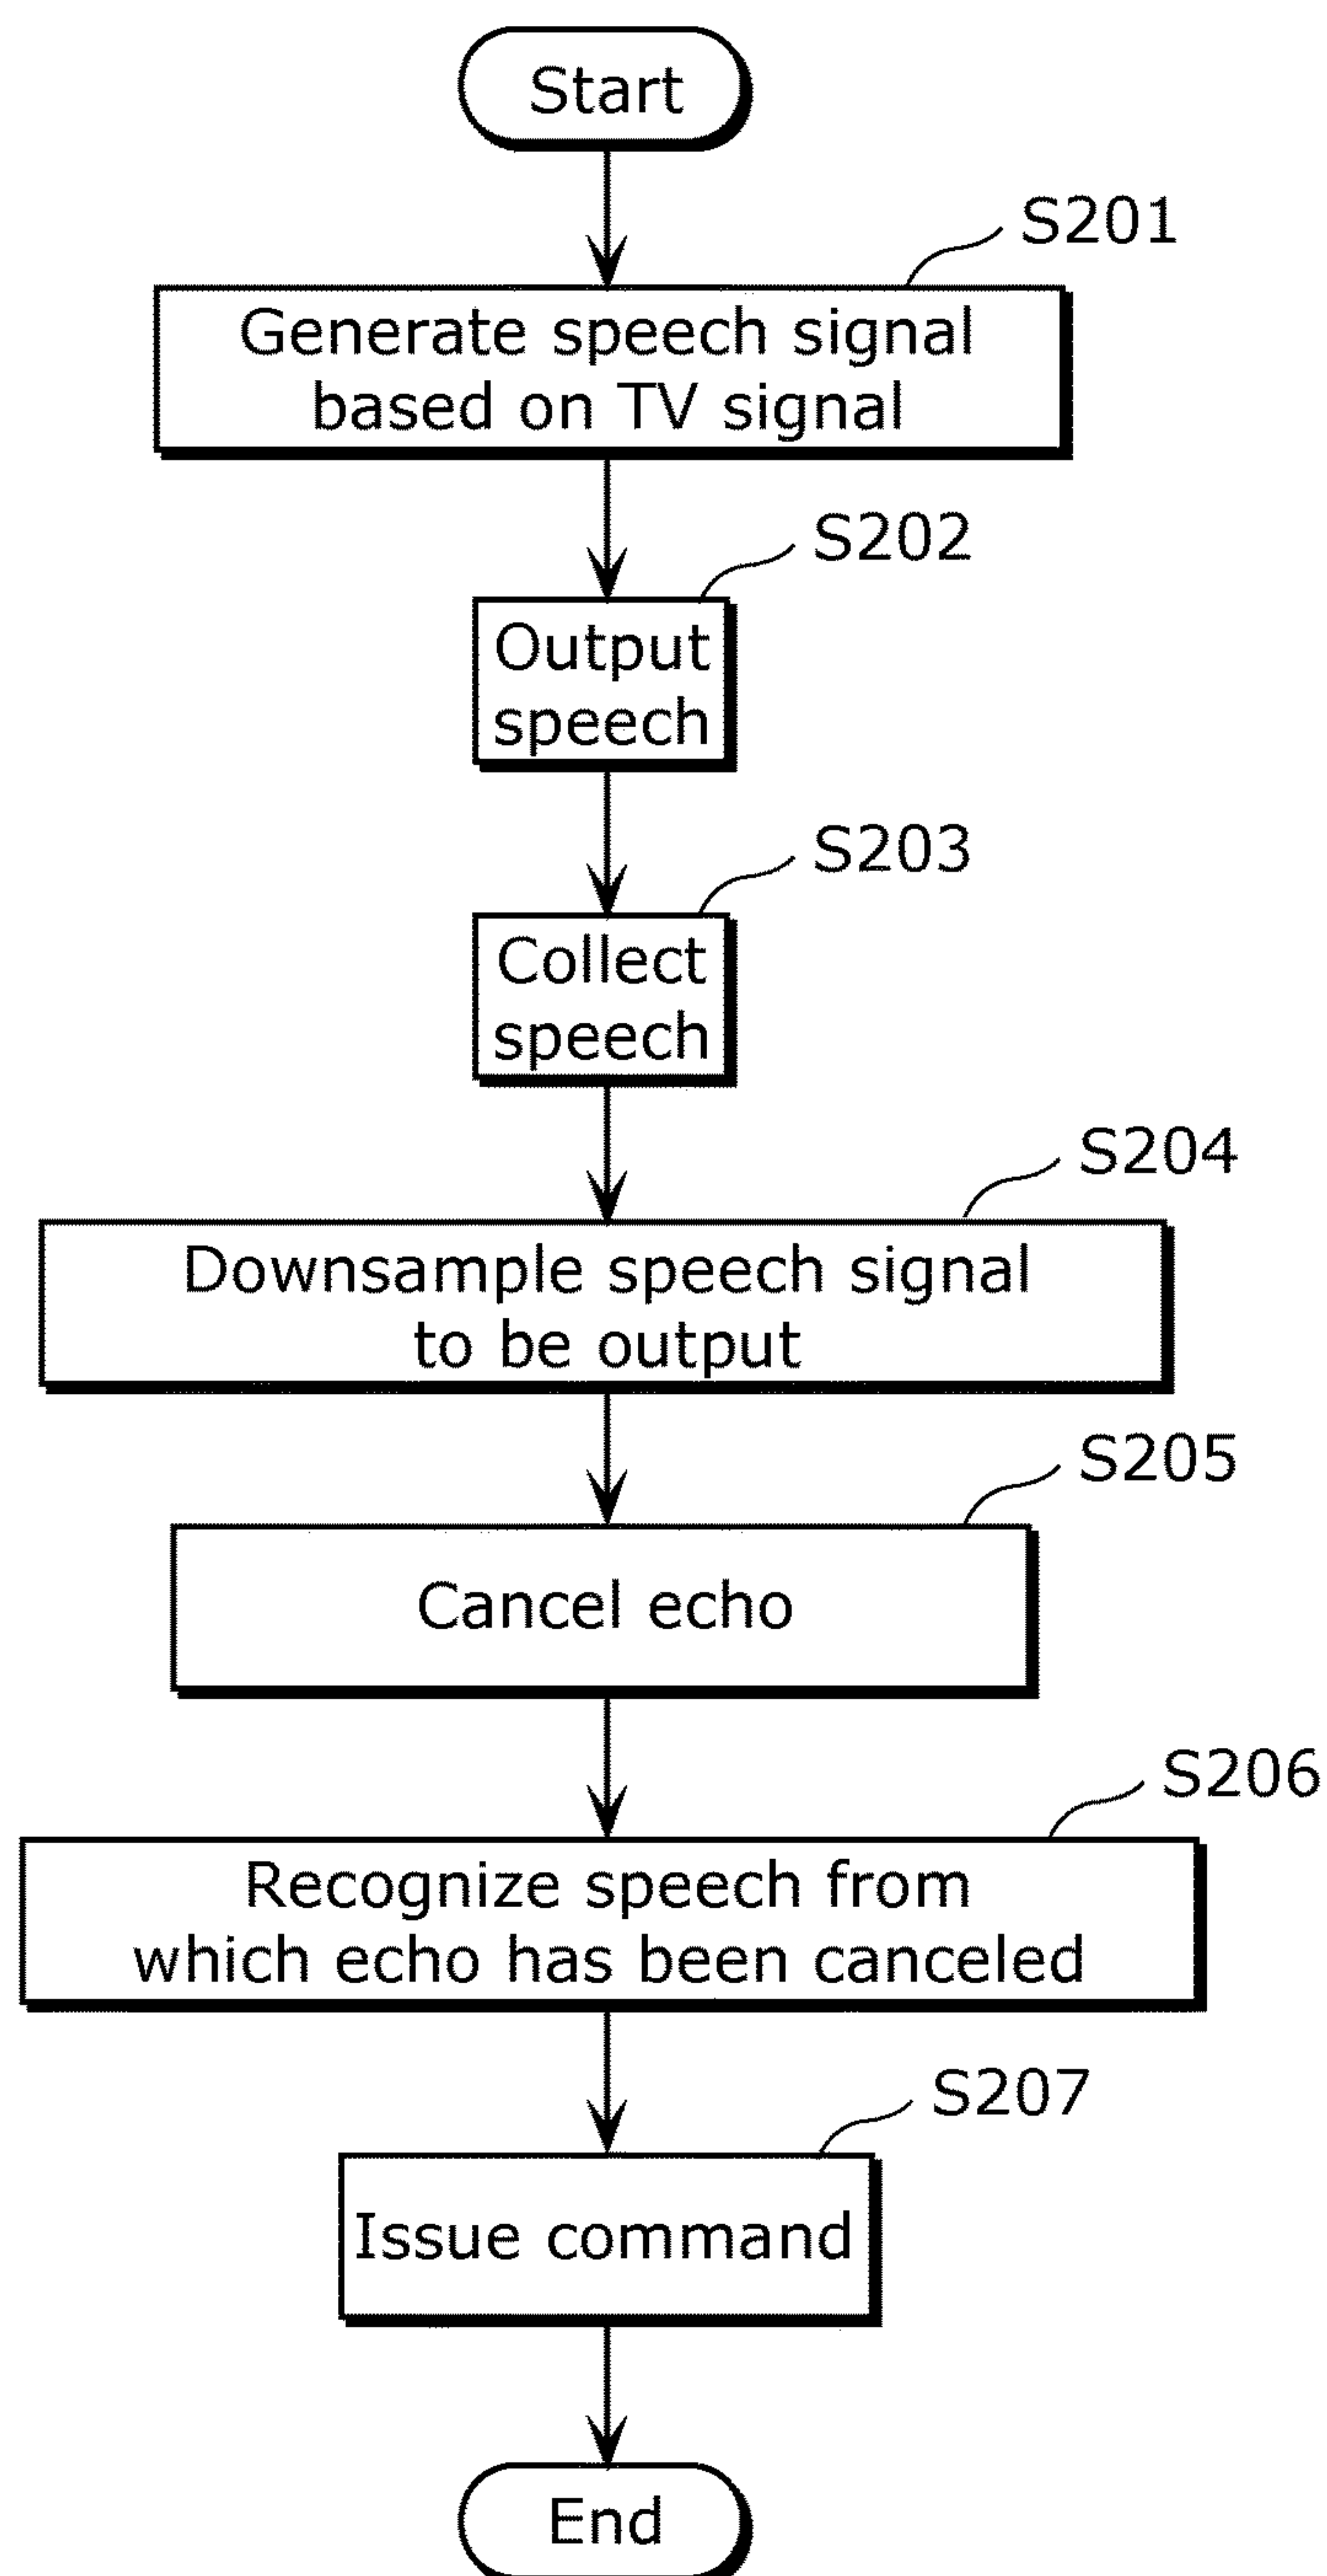 Start
S201
Generate speech signal
based on TV signal
S202
Output
speech
S203
Collect
speech
S204
Downsample speech signal
to be output
S205
Cancel echo
S206
Recognize speech from
which echo has been canceled
S207
Issue command
End